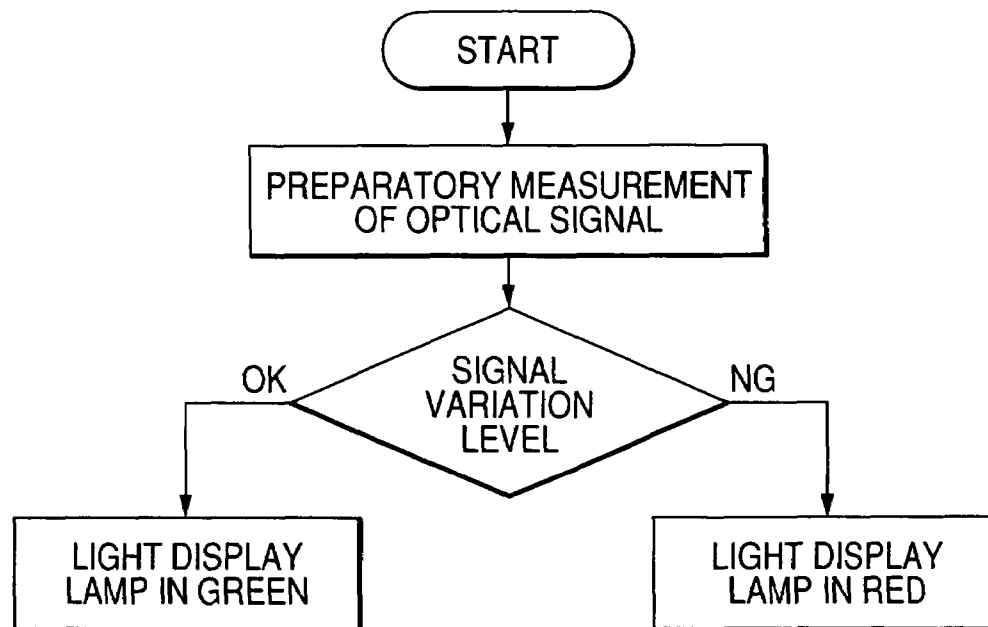 START
PREPARATORY MEASUREMENT
OF OPTICAL SIGNAL
SIGNAL
VARIATION
LEVEL
OK
NG
LIGHT DISPLAY
LAMP IN GREEN
LIGHT DISPLAY
LAMP IN RED